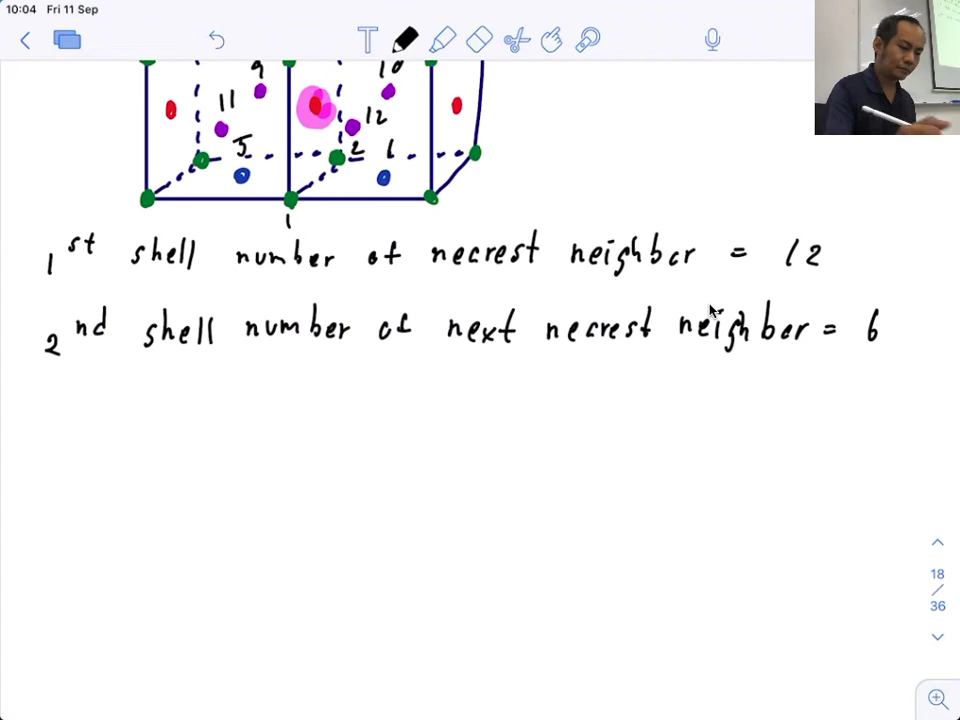 10:04 Fri 11 Sep
T
9 10
11 12
5 2 6
1
1st shell number of nearest neighbor = 12
2nd shell number of next nearest neighbor = 6
18
/
36